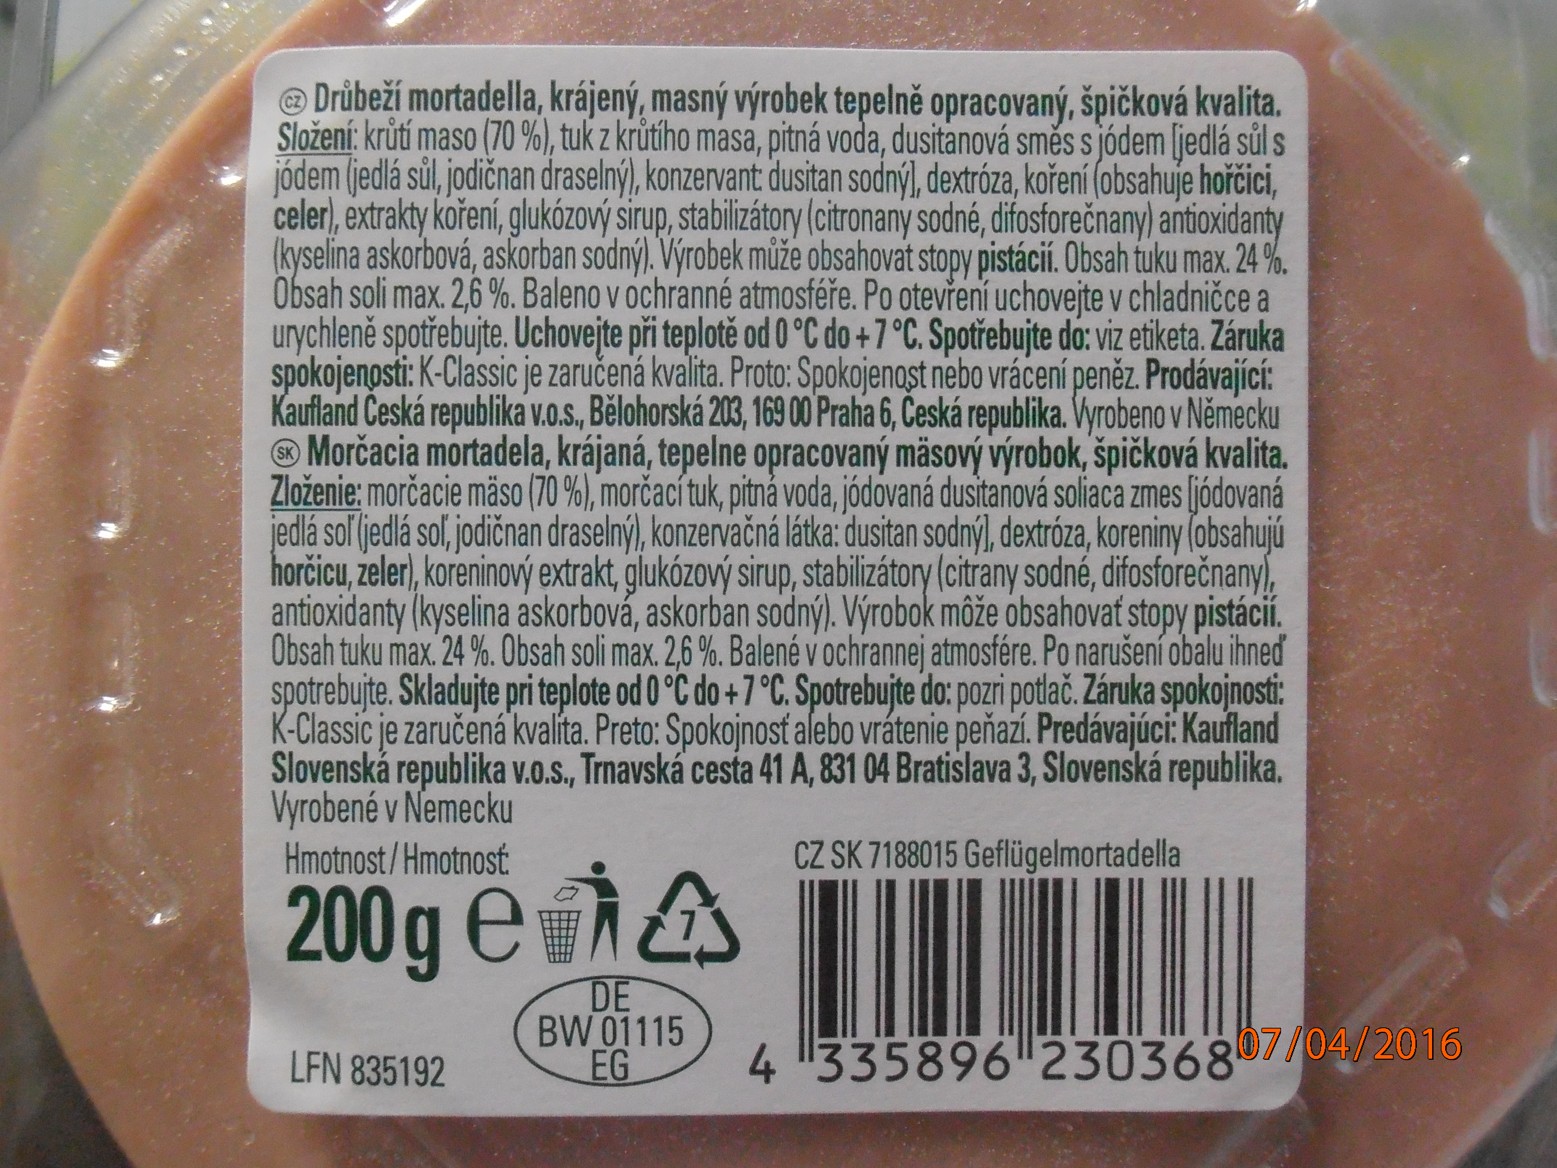 CZ Drůbeží mortadella, krájený, masný výrobek tepelně opracovaný, špičková kvalita.
Složení: krůtí maso (70 %), tuk z krůtího masa, pitná voda, dusitanová směs s jódem [jedlá sůl s
jódem (jedlá sůl, jodičnan draselný), konzervant: dusitan sodný], dextróza, koření (obsahuje hořčici,
celer), extrakty koření, glukózový sirup, stabilizátory (citronany sodné, difosforečnany) antioxidanty
(kyselina askorbová, askorban sodný). Výrobek může obsahovat stopy pistácií. Obsah tuku max. 24 %.
Obsah soli max. 2,6 %. Baleno v ochranné atmosféře. Po otevření uchovejte v chladničce a
urychleně spotřebujte. Uchovejte při teplotě od 0 °C do +7 °C. Spotřebujte do: viz etiketa. Záruka
spokojenosti: K-Classic je zaručená kvalita. Proto: Spokojenost nebo vrácení peněz. Prodávající:
Kaufland Česká republika v.o.s., Bělohorská 203, 169 00 Praha 6, Česká republika. Vyrobeno v Německu
SK Morčacia mortadela, krájaná, tepelne opracovaný mäsový výrobok, špičková kvalita.
Zloženie: morčacie mäso (70 %), morčací tuk, pitná voda, jódovaná dusitanová soliaca zmes [jódovaná
jedlá soľ (jedlá soľ, jodičnan draselný), konzervačná látka: dusitan sodný], dextróza, koreniny (obsahujú
horčicu, zeler), koreninový extrakt, glukózový sirup, stabilizátory (citrany sodné, difosforečnany),
antioxidanty (kyselina askorbová, askorban sodný). Výrobok môže obsahovať stopy pistácií.
Obsah tuku max. 24 %. Obsah soli max. 2,6 %. Balené v ochrannej atmosfére. Po narušení obalu ihneď
spotrebujte. Skladujte pri teplote od 0 °C do +7 °C. Spotrebujte do: pozri potlač. Záruka spokojnosti:
K-Classic je zaručená kvalita. Preto: Spokojnosť alebo vrátenie peňazí. Predávajúci: Kaufland
Slovenská republika v.o.s., Trnavská cesta 41 A, 831 04 Bratislava 3, Slovenská republika.
Vyrobené v Nemecku
Hmotnost / Hmotnosť:
200 g e
7
CZ SK 7188015 Geflügelmortadella
DE
BW 01115
EG
LFN 835192
4 335896 230368
07/04/2016